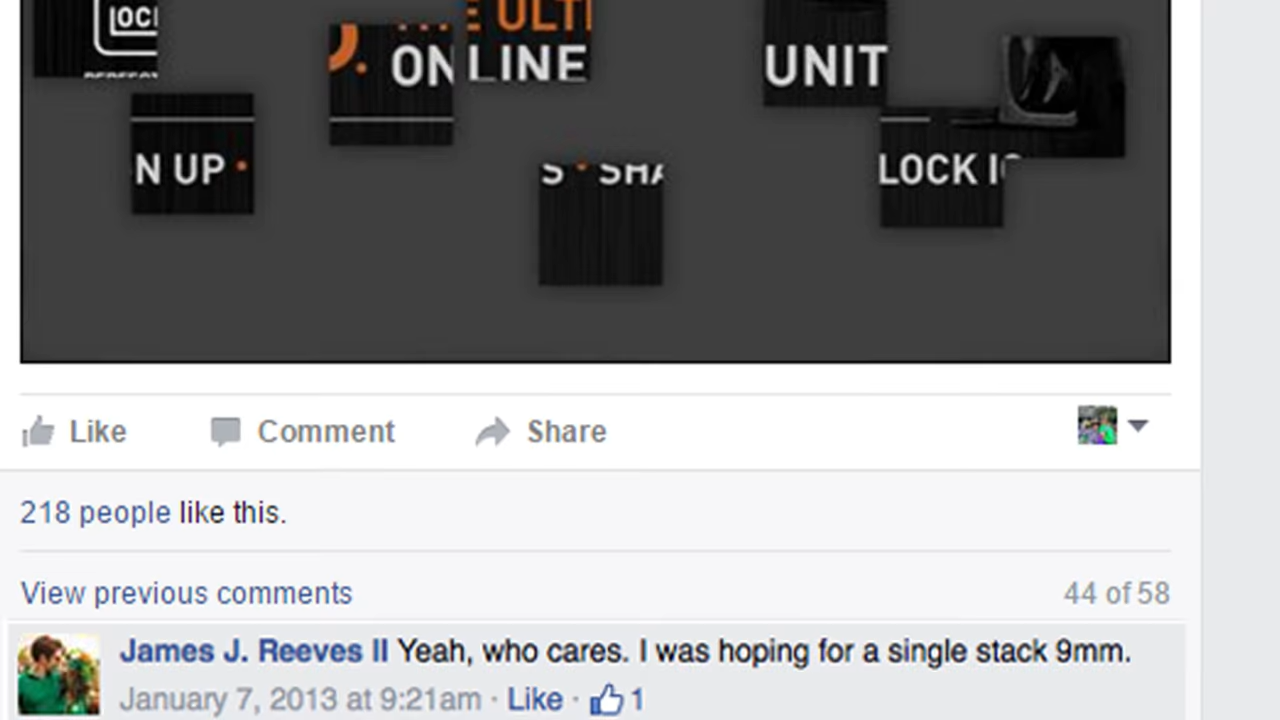 E ULTI
ONLINE
UNIT
N UP •
S • SHA
LOCK
Like
Comment
Share
218 people like this.
View previous comments
44 of 58
James J. Reeves II Yeah, who cares. I was hoping for a single stack 9mm.
January 7, 2013 at 9:21am · Like · 1